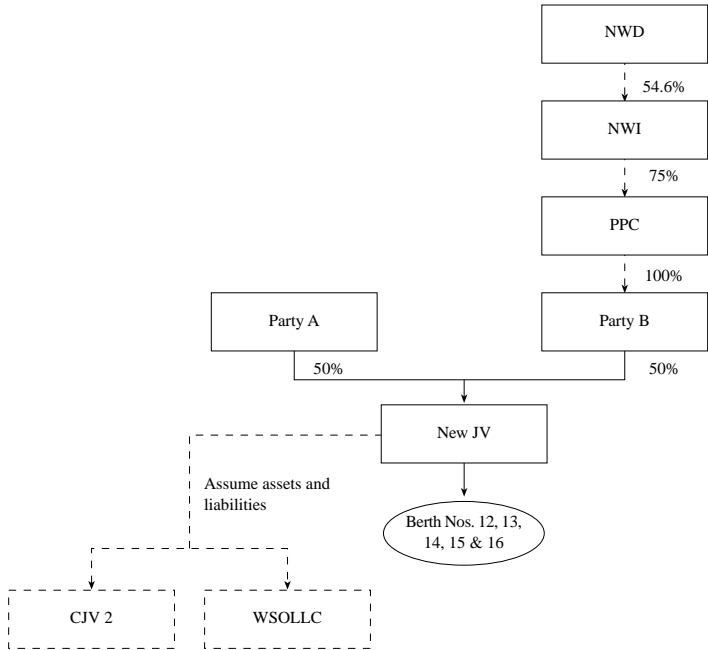 NWD
54.6%
NWI
75%
PPC
100%
Party A
Party B
50%
50%
New JV
Assume assets and
liabilities
Berth Nos. 12, 13,
14, 15 & 16
CJV 2
WSOLLC